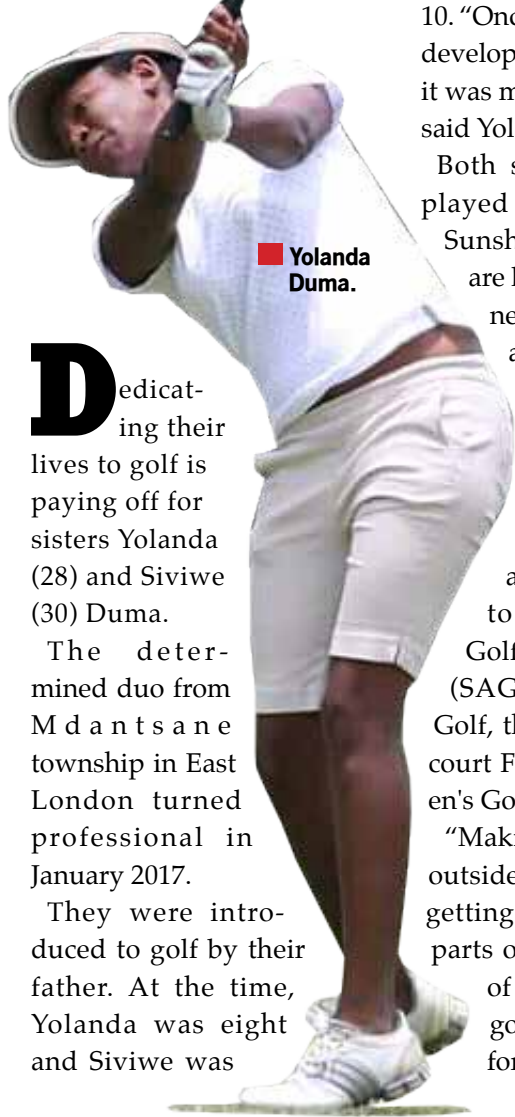 Dedicat-
ing their
lives to golf is
paying off for
sisters Yolanda
(28) and Siviwe
(30) Duma.
The deter-
mined duo from
Mdantsane
township in East
London turned
professional in
January 2017.
They were intro-
duced to golf by their
father. At the time,
Yolanda was eight
and Siviwe was
Yolanda
Duma.
10. “Onc
develop
it was m
said Yol
Both s
played
Sunsh
are l
ne
a
a
to
Golf
(SAG
Golf, th
court F
en's Go
“Maki
outside
getting
parts o
of
go
for